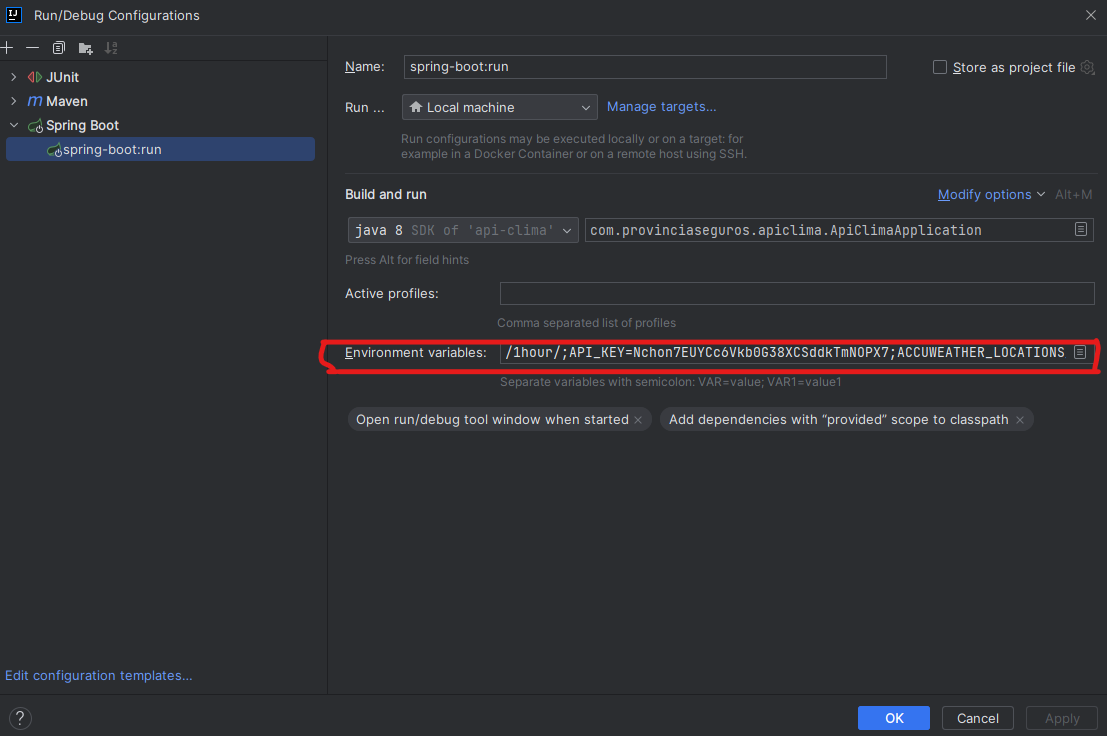 Run/Debug Configurations
JUnit
Maven
Spring Boot
spring-boot:run
Edit configuration templates...
Name: spring-boot:run
Store as project file
Run ... Local machine Manage targets...
Run configurations may be executed locally or on a target: for
example in a Docker Container or on a remote host using SSH.
Build and run Modify options Alt+M
java 8 SDK of 'api-clima' com.provinciaseguros.apiclima.ApiClimaApplication
Press Alt for field hints
Active profiles:
Comma separated list of profiles
Environment variables: /1hour/;API_KEY=Nchon7EUYCc6Vkb0G38XCSddkTmNOPX7;ACCUWEATHER_LOCATIONS
Separate variables with semicolon: VAR=value; VAR1=value1
Open run/debug tool window when started × Add dependencies with “provided” scope to classpath ×
? OK Cancel Apply